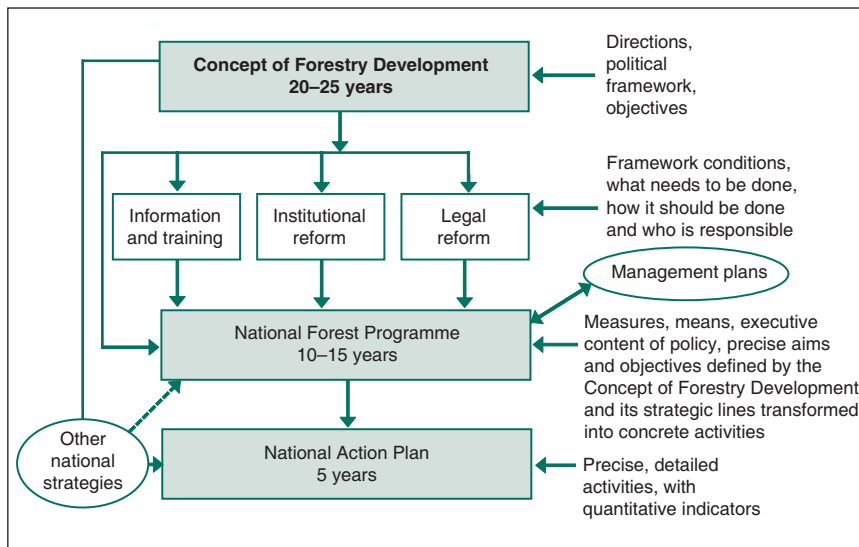 Concept of Forestry Development
20–25 years
Directions,
political
framework,
objectives
Information
and training
Institutional
reform
Legal
reform
Framework conditions,
what needs to be done,
how it should be done
and who is responsible
Management plans
National Forest Programme
10–15 years
Measures, means, executive
content of policy, precise aims
and objectives defined by the
Concept of Forestry Development
and its strategic lines transformed
into concrete activities
Other
national
strategies
National Action Plan
5 years
Precise, detailed
activities, with
quantitative indicators